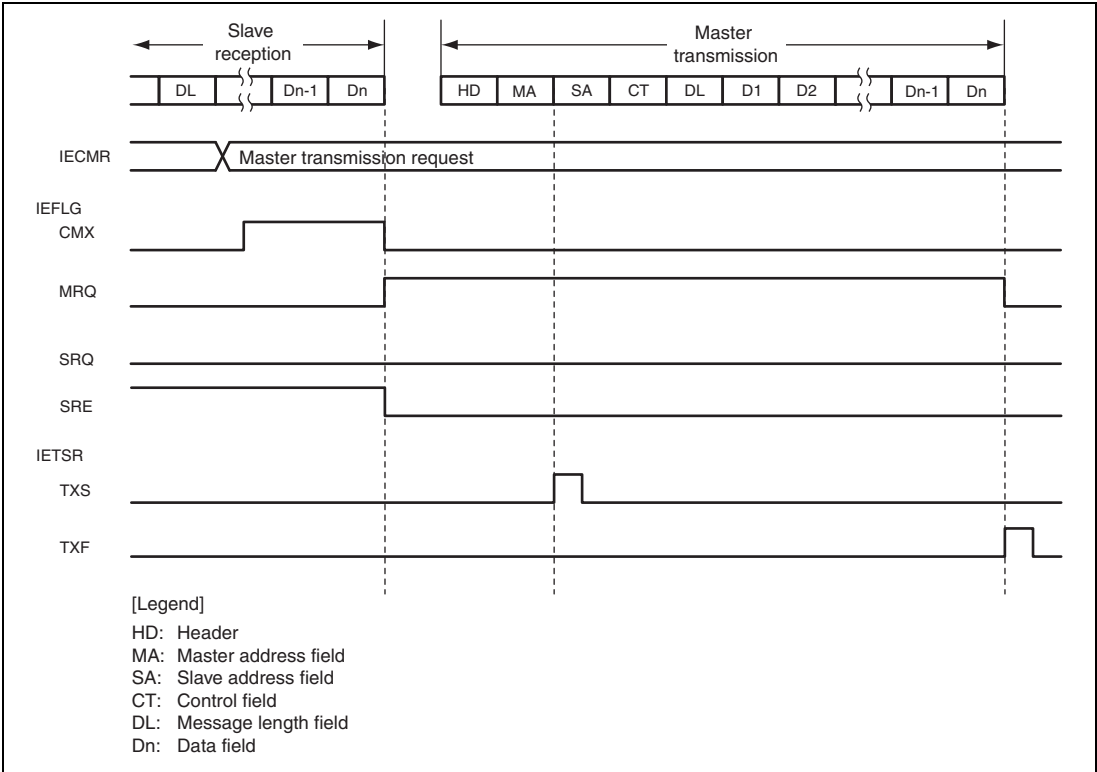 Slave
reception
Master
transmission
DL Dn-1 Dn HD MA SA CT DL D1 D2 Dn-1 Dn
IECMR Master transmission request
IEFLG
CMX
MRQ
SRQ
SRE
IETSR
TXS
TXF
[Legend]
HD: Header
MA: Master address field
SA: Slave address field
CT: Control field
DL: Message length field
Dn: Data field